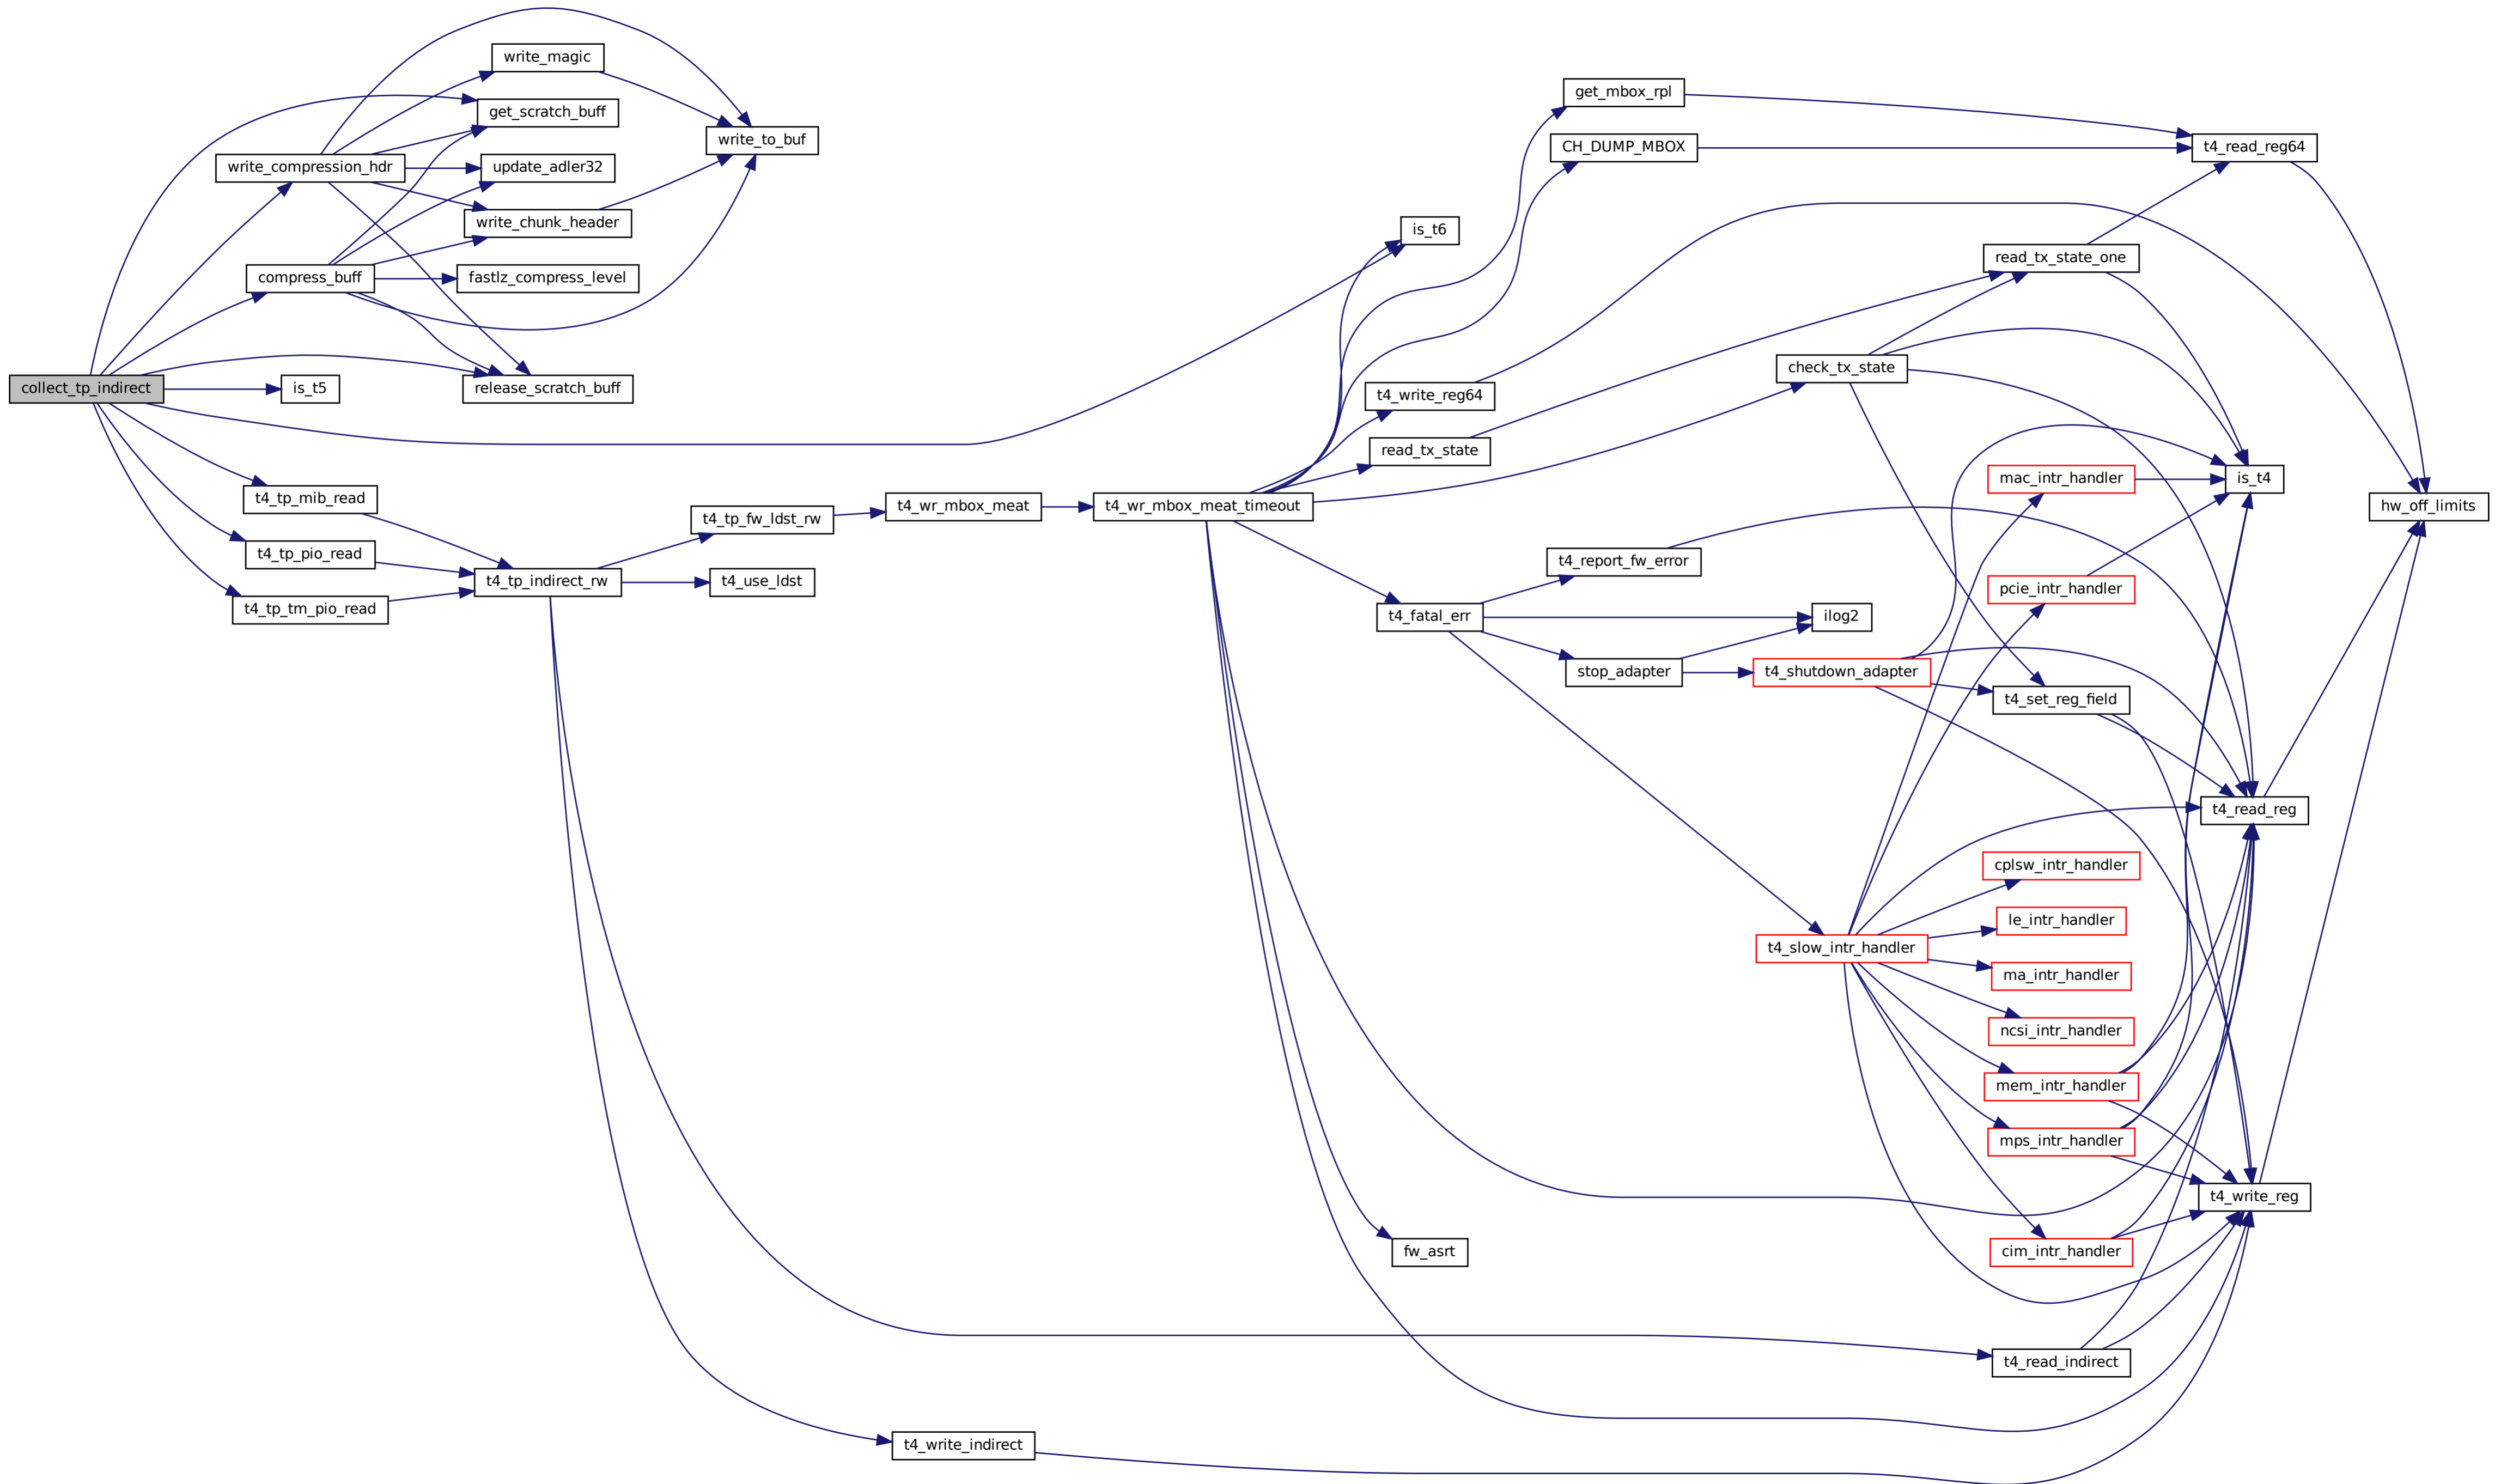 collect_tp_indirect
write_compression_hdr
compress_buff
is_t5
t4_tp_mib_read
t4_tp_pio_read
t4_tp_tm_pio_read
write_magic
get_scratch_buff
update_adler32
write_chunk_header
fastlz_compress_level
release_scratch_buff
t4_tp_indirect_rw
write_to_buf
t4_tp_fw_ldst_rw
t4_use_ldst
t4_wr_mbox_meat
t4_write_indirect
t4_wr_mbox_meat_timeout
is_t6
t4_write_reg64
read_tx_state
t4_fatal_err
fw_asrt
get_mbox_rpl
CH_DUMP_MBOX
t4_report_fw_error
stop_adapter
check_tx_state
ilog2
t4_shutdown_adapter
t4_slow_intr_handler
read_tx_state_one
mac_intr_handler
pcie_intr_handler
t4_set_reg_field
cplsw_intr_handler
le_intr_handler
ma_intr_handler
ncsi_intr_handler
mem_intr_handler
mps_intr_handler
cim_intr_handler
t4_read_indirect
t4_read_reg64
is_t4
t4_read_reg
t4_write_reg
hw_off_limits